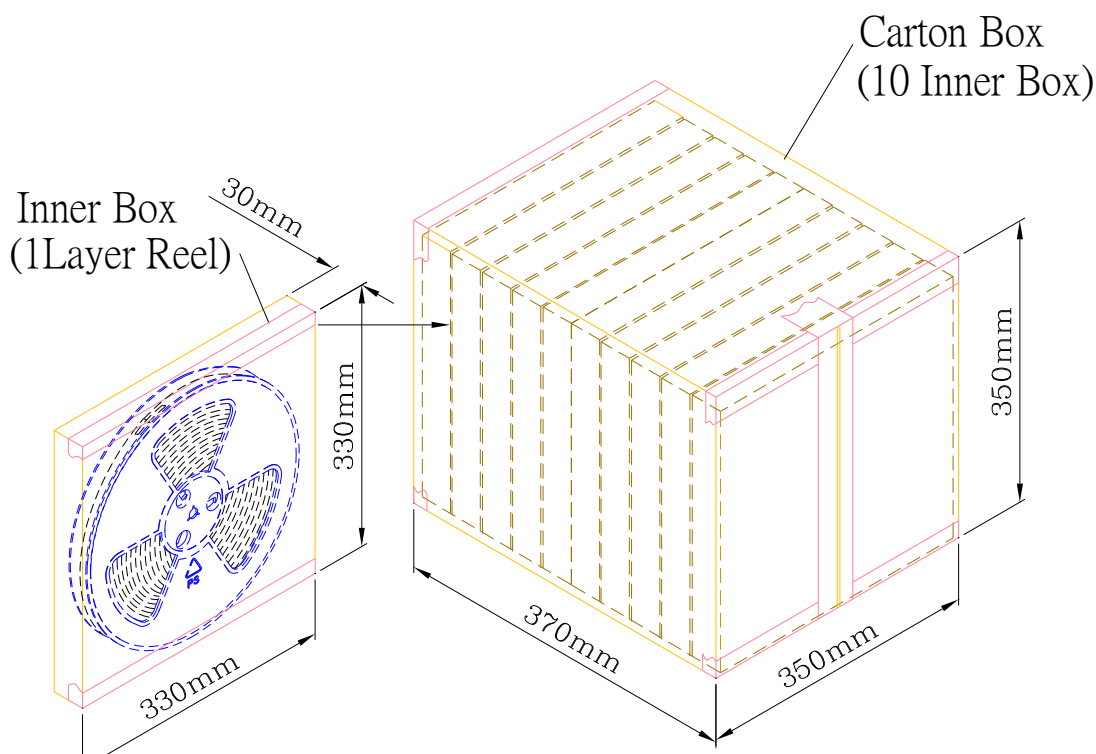 Carton Box
(10 Inner Box)
30mm
Inner Box
(1Layer Reel)
330mm
350mm
PS
330mm
370mm
350mm